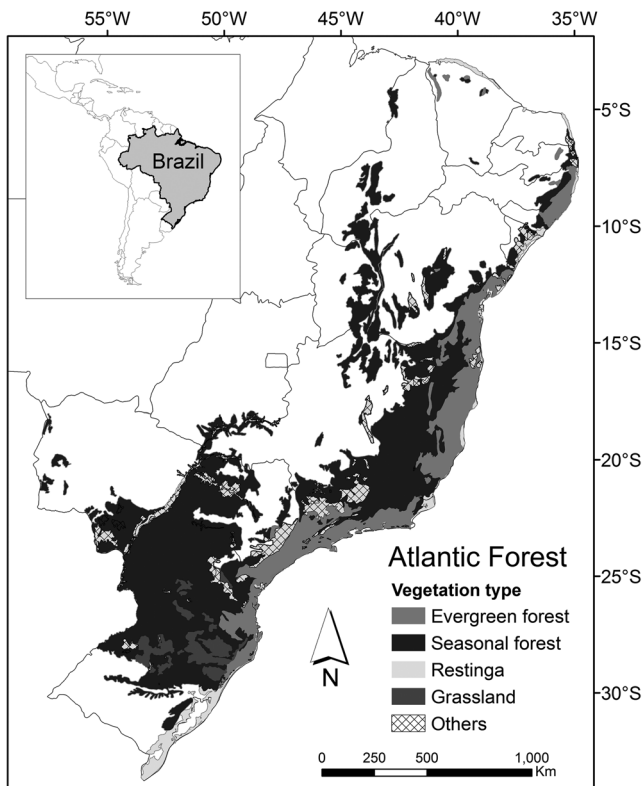 55°W 50°W 45°W 40°W 35°W
Brazil
5°S
10°S
15°S
20°S
25°S
30°S
Atlantic Forest
Vegetation type
Evergreen forest
Seasonal forest
Restinga
Grassland
Others
N
0 250 500 1,000
Km